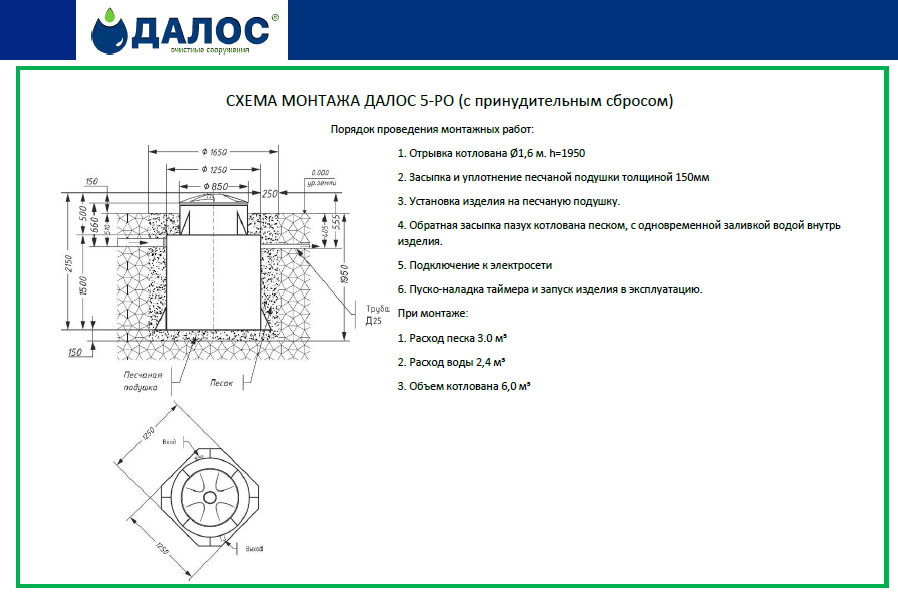 ДАЛОС®
очистные сооружения
СХЕМА МОНТАЖА ДАЛОС 5-РО (с принудительным сбросом)
Порядок проведения монтажных работ:
1. Отрывка котлована Ø1,6 м. h=1950
2. Засыпка и уплотнение песчаной подушки толщиной 150мм
3. Установка изделия на песчаную подушку.
4. Обратная засыпка пазух котлована песком, с одновременной заливкой водой внутрь
изделия.
5. Подключение к электросети
6. Пуско-наладка таймера и запуск изделия в эксплуатацию.
При монтаже:
1. Расход песка 3.0 м³
2. Расход воды 2,4 м³
3. Объем котлована 6,0 м³
Ф 1650
Ф 1250
Ф 850
150
250
0.000
ур.земли
500
660
510
555
2150
1500
1950
150
Труба
Д25
Песчаная
подушка
Песок
1250
Вход
1250
Выход